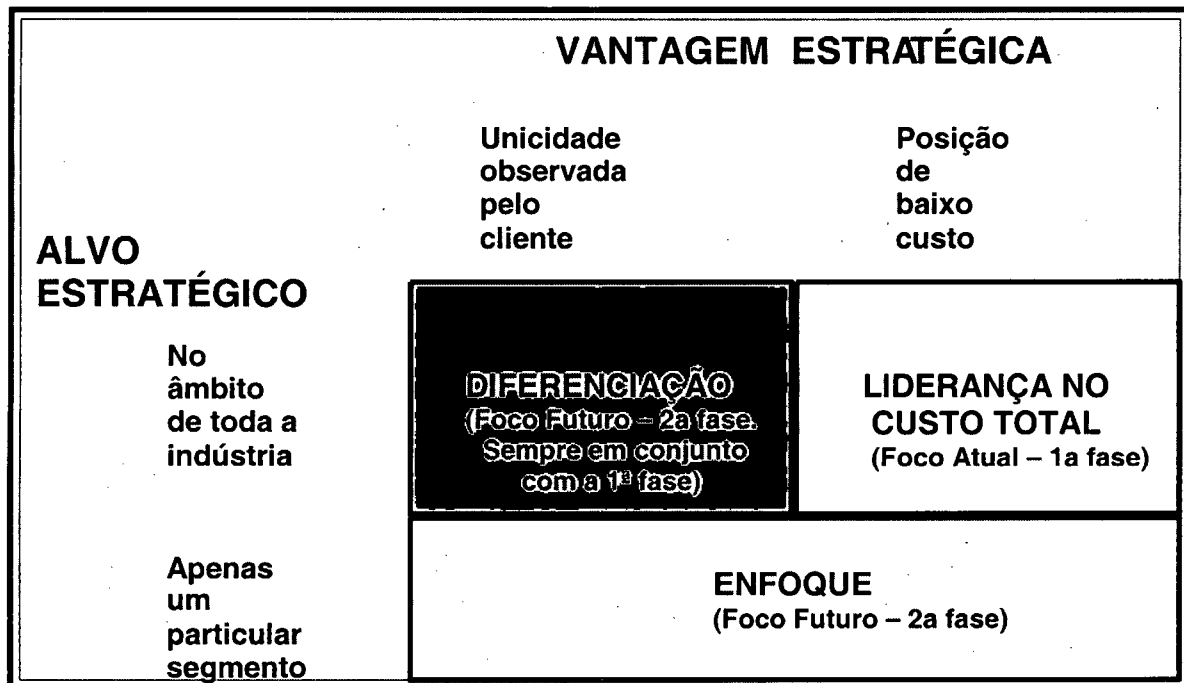 VANTAGEM ESTRATÉGICA
Unicidade
observada
pelo
cliente
Posição
de
baixo
custo
ALVO
ESTRATÉGICO
No
âmbito
de toda a
indústria
DIFERENCIAÇÃO
(Foco Futuro – 2a fase.
Sempre em conjunto
com a 1ª fase)
LIDERANÇA NO
CUSTO TOTAL
(Foco Atual – 1a fase)
Apenas
um
particular
segmento
ENFOQUE
(Foco Futuro – 2a fase)